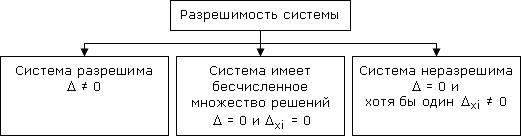 Разрешимость системы
Система разрешима
Δ ≠ 0
Система имеет
бесчисленное
множество решений
Δ = 0 и Δxi = 0
Система неразрешима
Δ = 0 и
хотя бы один Δxi ≠ 0